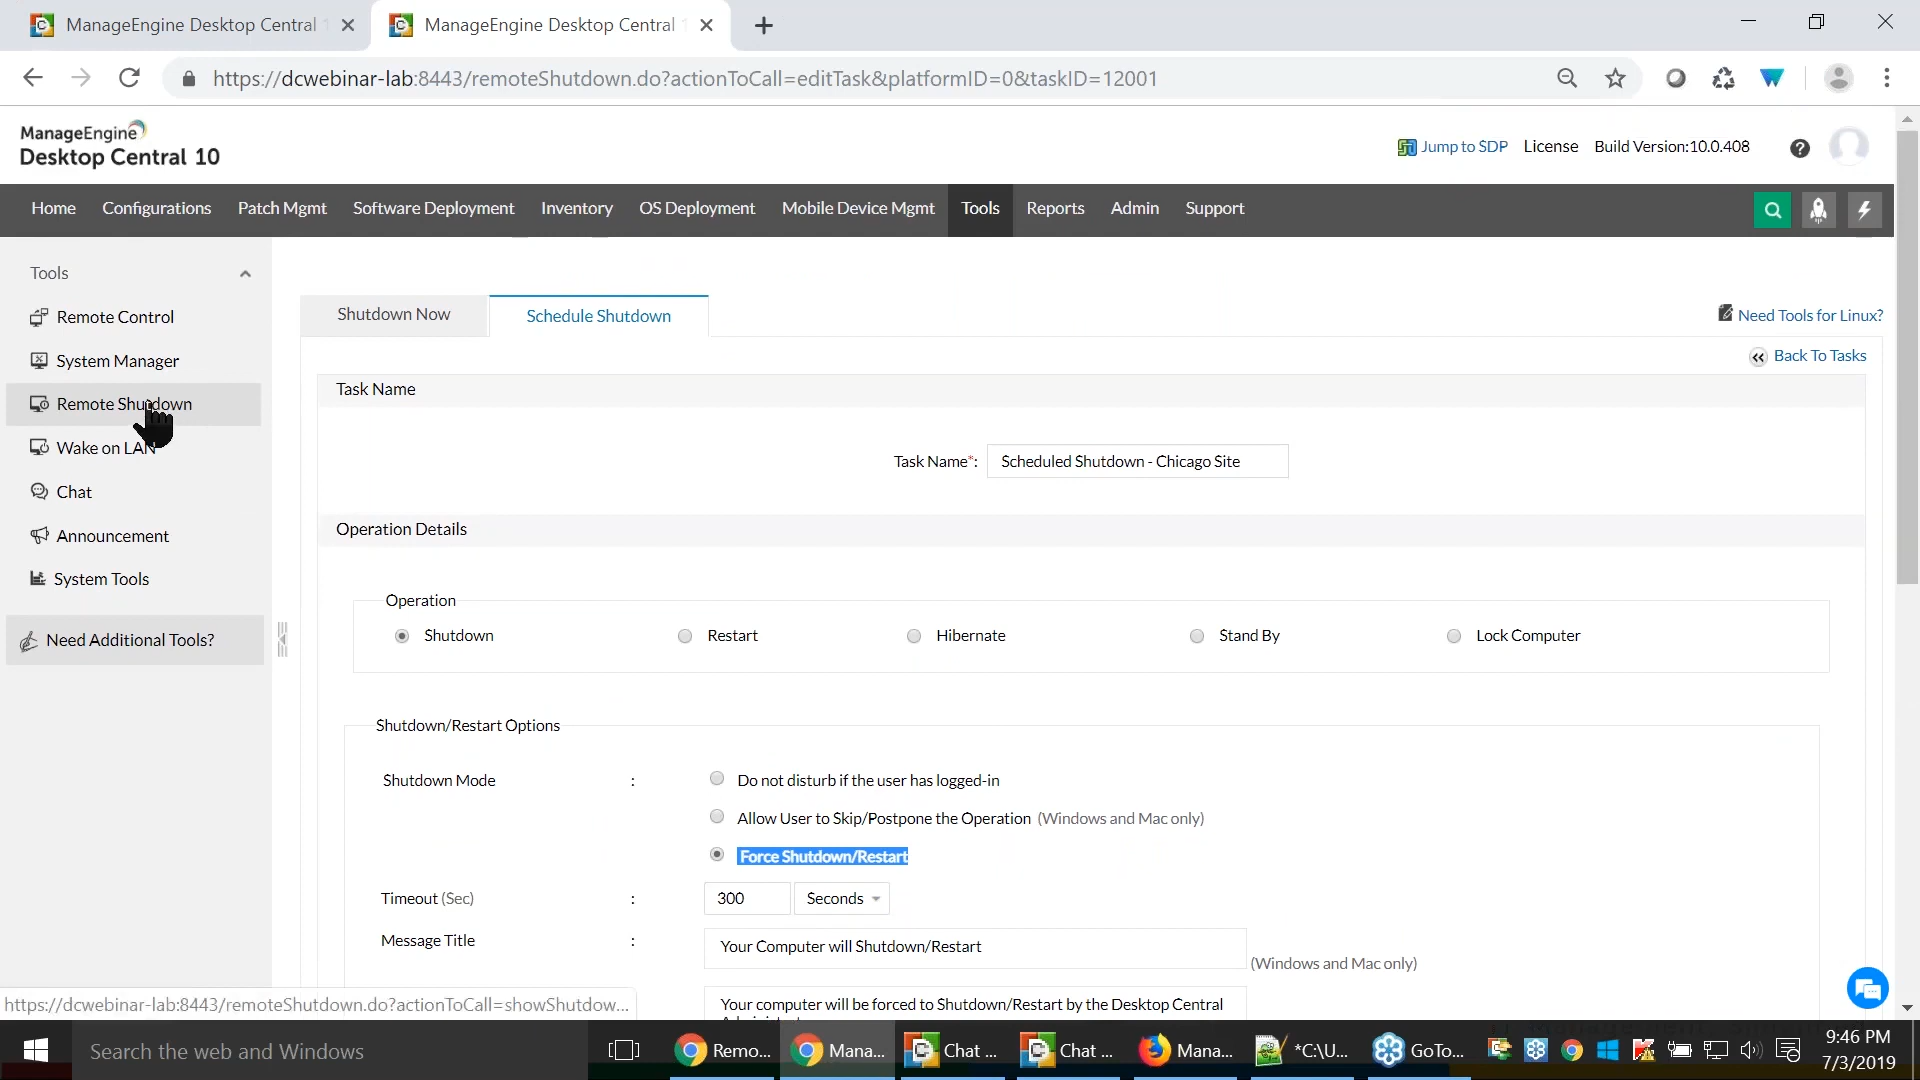 ManageEngine Desktop Central
ManageEngine Desktop Central
https://dcwebinar-lab:8443/remoteShutdown.do?actionToCall=editTask&platformID=0&taskID=12001
ManageEngine
Desktop Central 10
Jump to SDP License Build Version:10.0.408
Home Configurations Patch Mgmt Software Deployment Inventory OS Deployment Mobile Device Mgmt Tools Reports Admin Support
Tools
Remote Control
System Manager
Remote Shutdown
Wake on LAN
Chat
Announcement
System Tools
Need Additional Tools?
Shutdown Now Schedule Shutdown
Need Tools for Linux?
Back To Tasks
Task Name
Task Name*: Scheduled Shutdown - Chicago Site
Operation Details
Operation
Shutdown Restart Hibernate Stand By Lock Computer
Shutdown/Restart Options
Shutdown Mode : Do not disturb if the user has logged-in
Allow User to Skip/Postpone the Operation (Windows and Mac only)
Force Shutdown/Restart
Timeout (Sec) : 300 Seconds
Message Title : Your Computer will Shutdown/Restart
(Windows and Mac only)
Your computer will be forced to Shutdown/Restart by the Desktop Central
https://dcwebinar-lab:8443/remoteShutdown.do?actionToCall=showShutdow...
Search the web and Windows
Remo... Mana... Chat ... Chat ... Mana... *C:\U... GoTo...
9:46 PM
7/3/2019